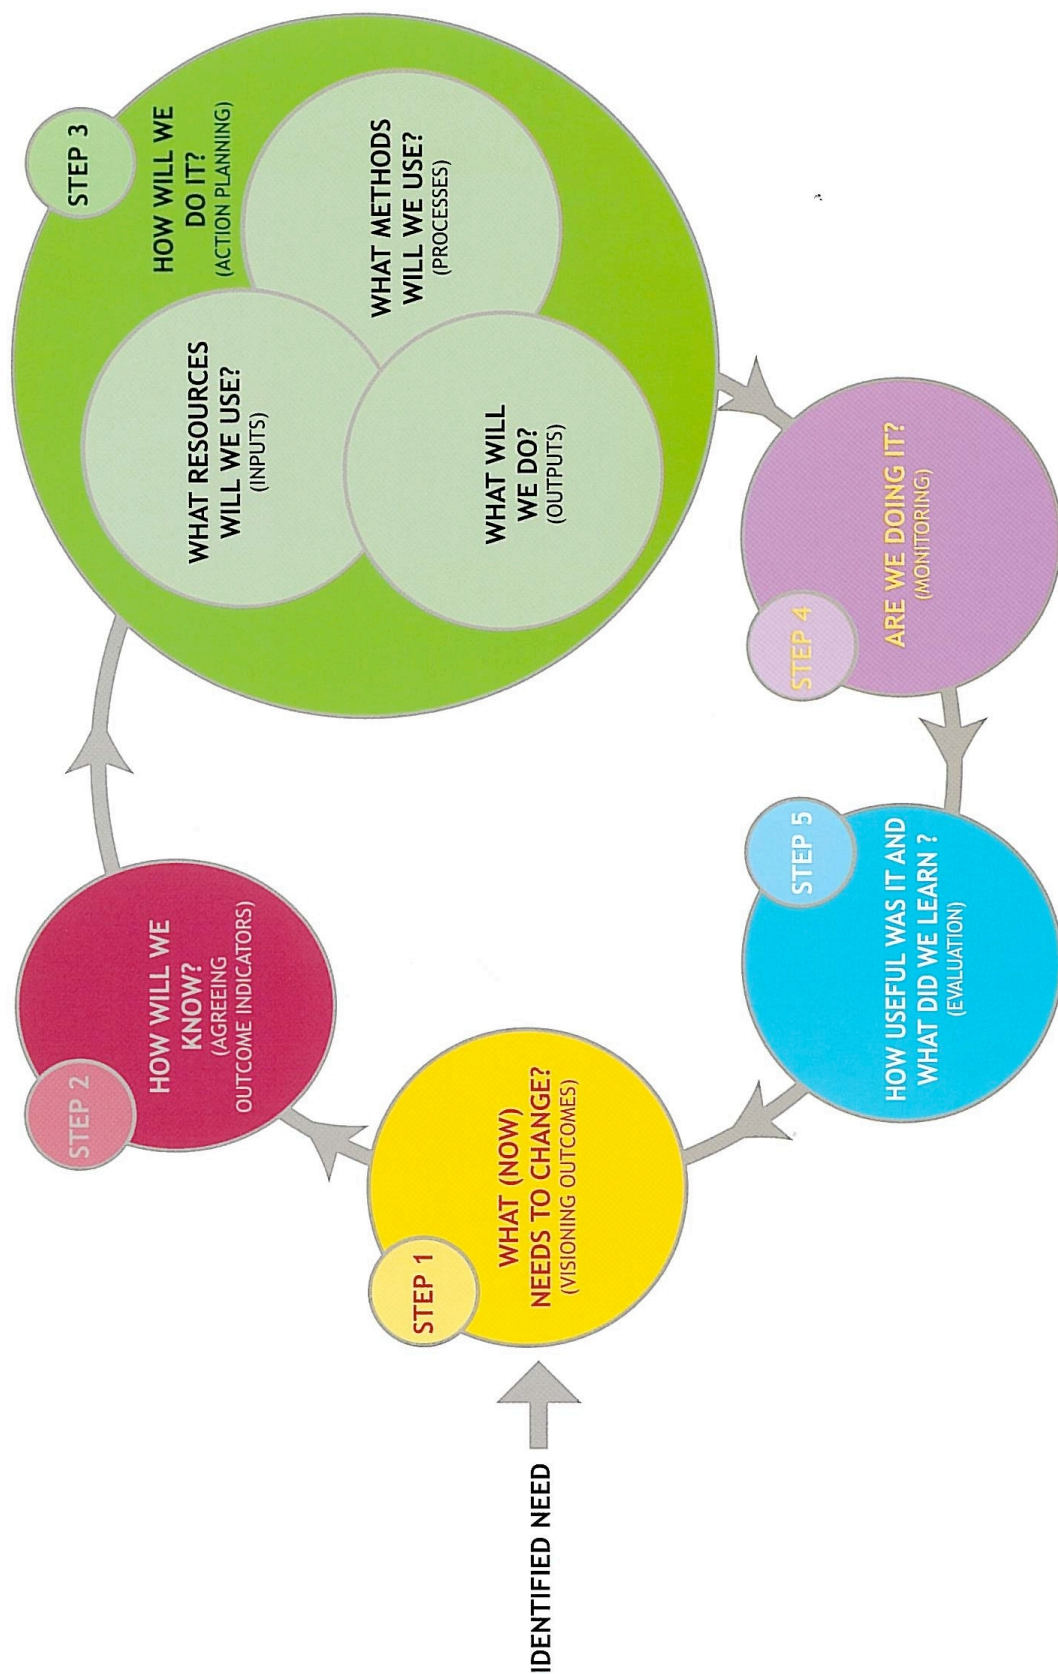 IDENTIFIED NEED
STEP 1
WHAT (NOW)
NEEDS TO CHANGE?
(VISIONING OUTCOMES)
STEP 2
HOW WILL WE
KNOW?
(AGREEING
OUTCOME INDICATORS)
STEP 3
HOW WILL WE
DO IT?
(ACTION PLANNING)
WHAT RESOURCES
WILL WE USE?
(INPUTS)
WHAT METHODS
WILL WE USE?
(PROCESSES)
WHAT WILL
WE DO?
(OUTPUTS)
STEP 4
ARE WE DOING IT?
(MONITORING)
STEP 5
HOW USEFUL WAS IT AND
WHAT DID WE LEARN ?
(EVALUATION)